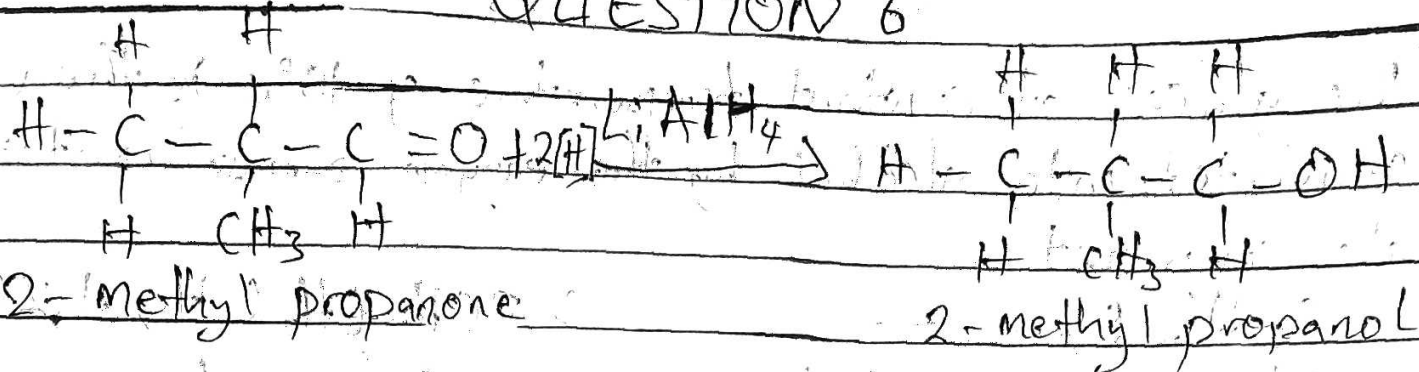 QUESTION 6
H H H H H
H - C - C - C = O + 2[H] LiAlH4 → H - C - C - C - OH
H CH3 H H CH3 H
2 - methyl propanone 2 - methyl propanol